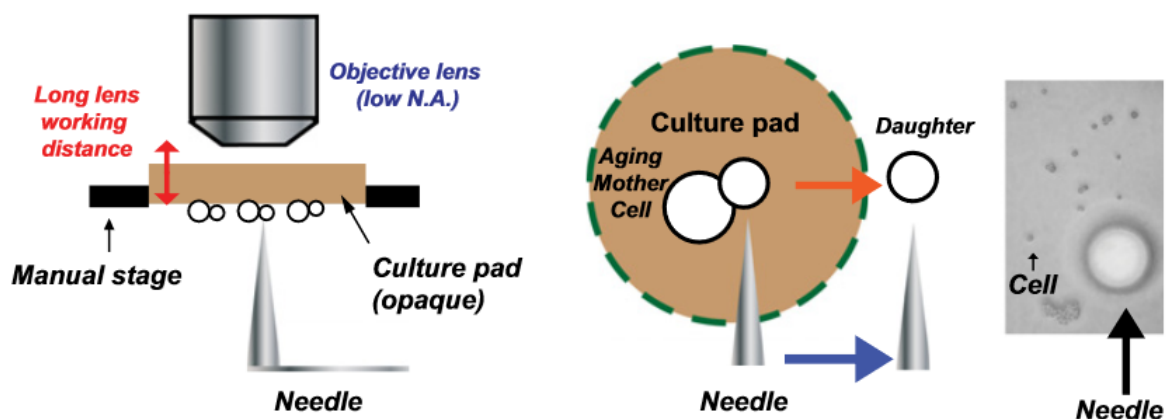 Objective lens
(low N.A.)
Long lens
working
distance
Manual stage
Culture pad
(opaque)
Needle
Culture pad
Aging
Mother
Cell
Daughter
Needle
Cell
Needle